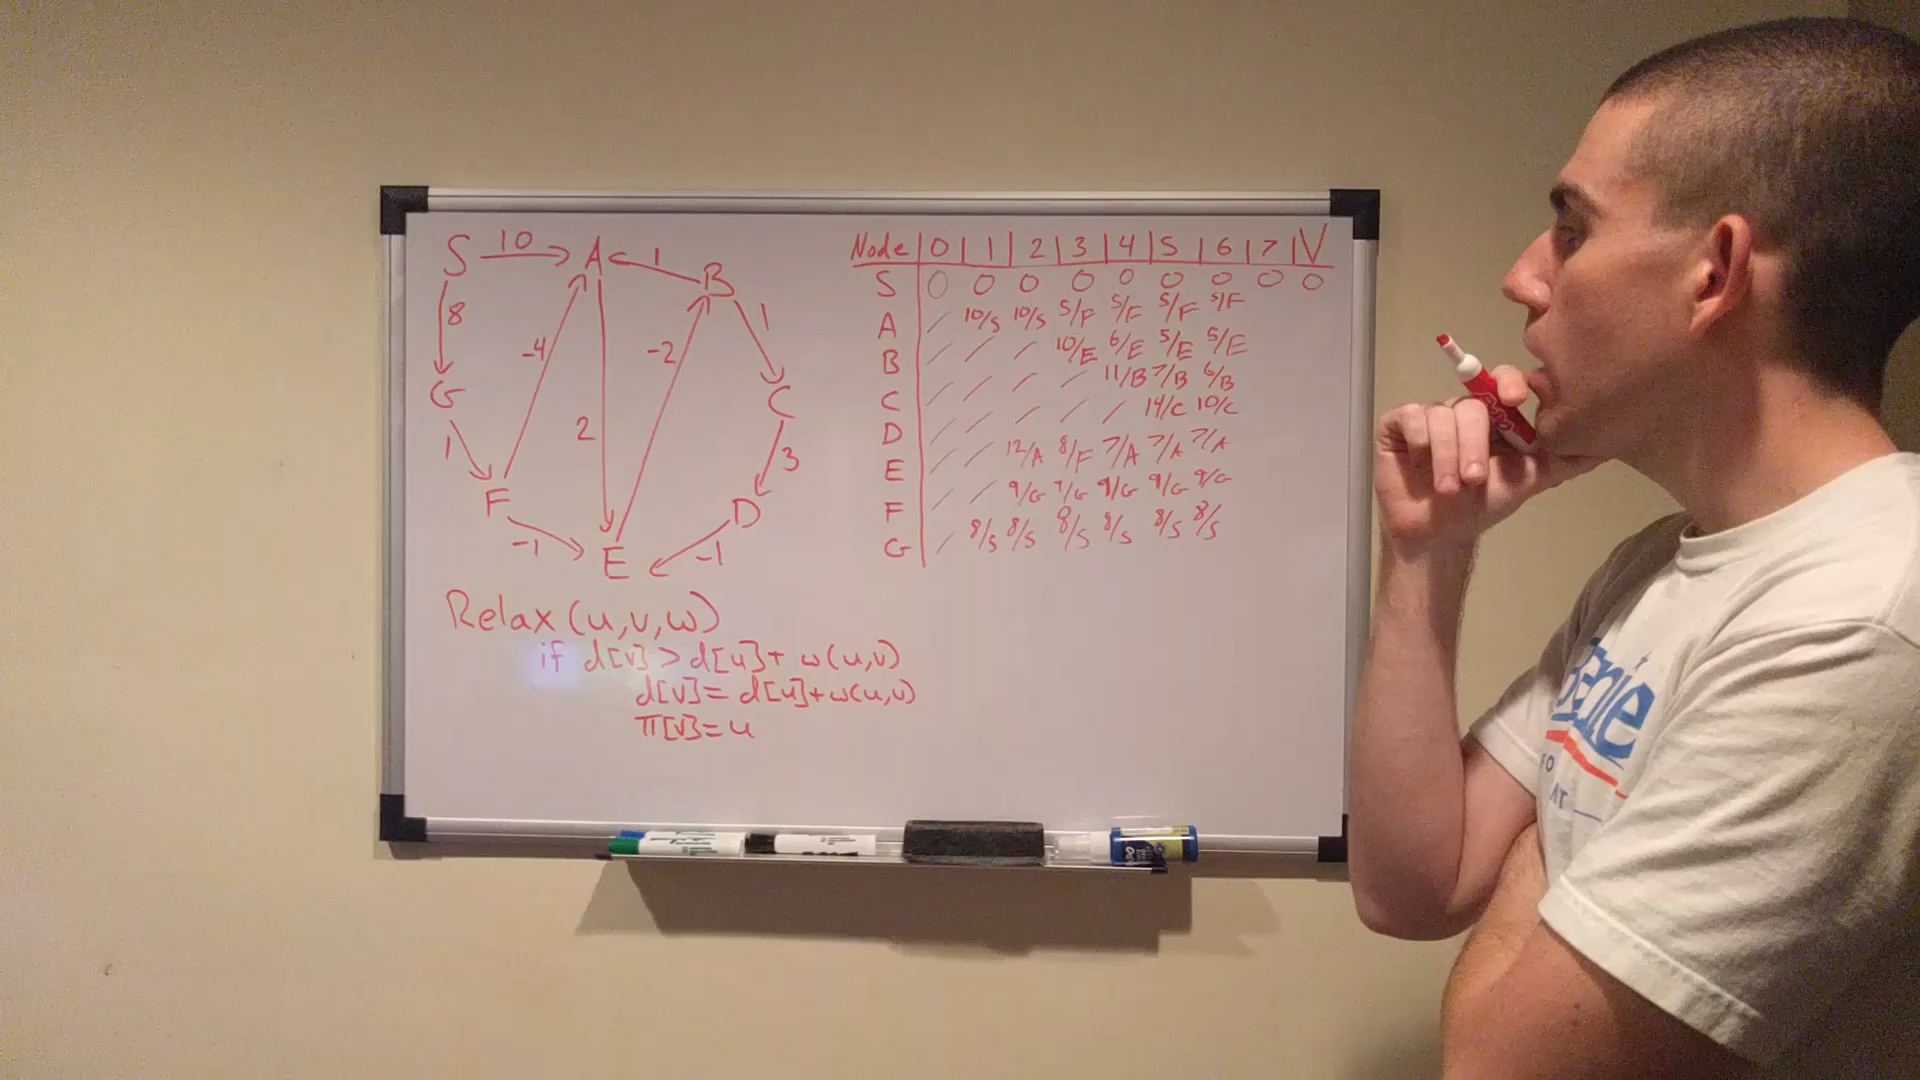 S 10 A 1 B
8 -4 2 -2 1
G C
1 3
F D
-1 E -1
Relax(u,v,w)
if d[v] > d[u]+ w(u,v)
d[v] = d[u]+w(u,v)
π[v]=u
Node | 0 | 1 | 2 | 3 | 4 | 5 | 6 | 7 | V
S 0 0 0 0 0 0 0 0 0
A / 10/S 10/S 5/F 5/F 5/F 5/F
B / / / 10/E 6/E 5/E 5/E
C / / / / 11/B 7/B 6/B
D / / / / / 14/C 10/C
E / / 12/A 8/F 7/A 7/A 7/A
F / / 9/G 9/G 9/G 9/G 9/G
G / 8/S 8/S 8/S 8/S 8/S 8/S
Bernie